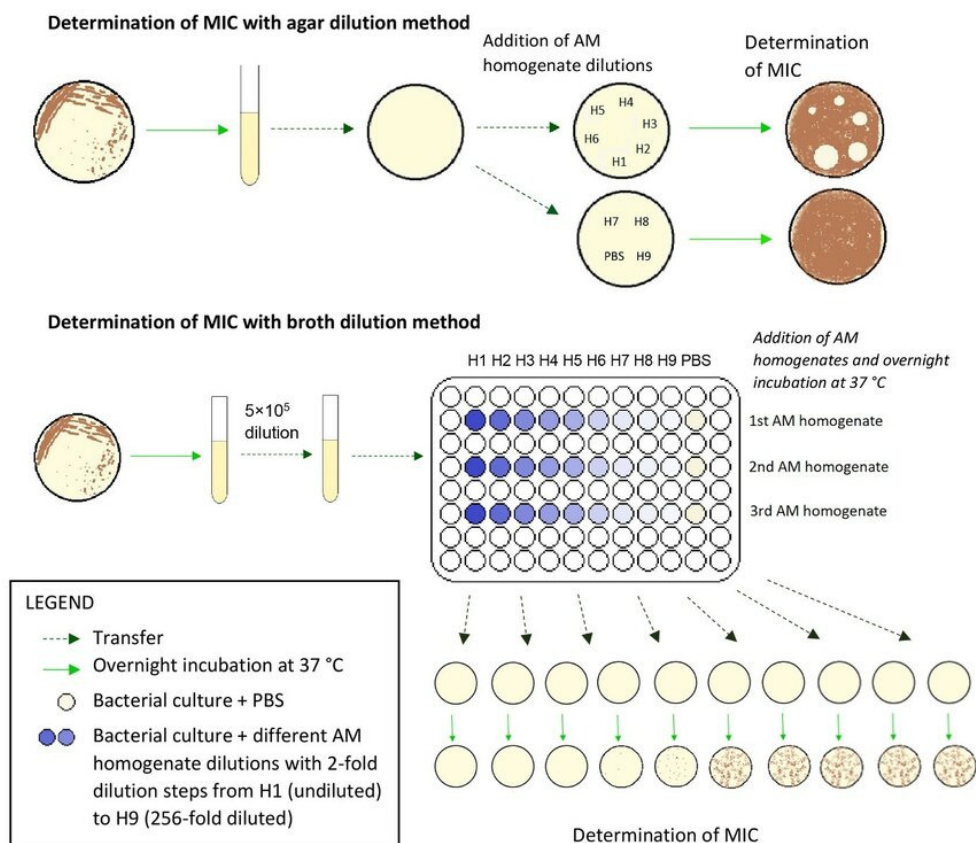 Determination of MIC with agar dilution method
Addition of AM
homogenate dilutions
Determination
of MIC
H5
H4
H3
H6
H2
H1
H7
H8
PBS
H9
Determination of MIC with broth dilution method
H1 H2 H3 H4 H5 H6 H7 H8 H9 PBS
Addition of AM
homogenates and overnight
incubation at 37 °C
5×10⁵
dilution
1st AM homogenate
2nd AM homogenate
3rd AM homogenate
LEGEND
Transfer
Overnight incubation at 37 °C
Bacterial culture + PBS
Bacterial culture + different AM
homogenate dilutions with 2-fold
dilution steps from H1 (undiluted)
to H9 (256-fold diluted)
Determination of MIC